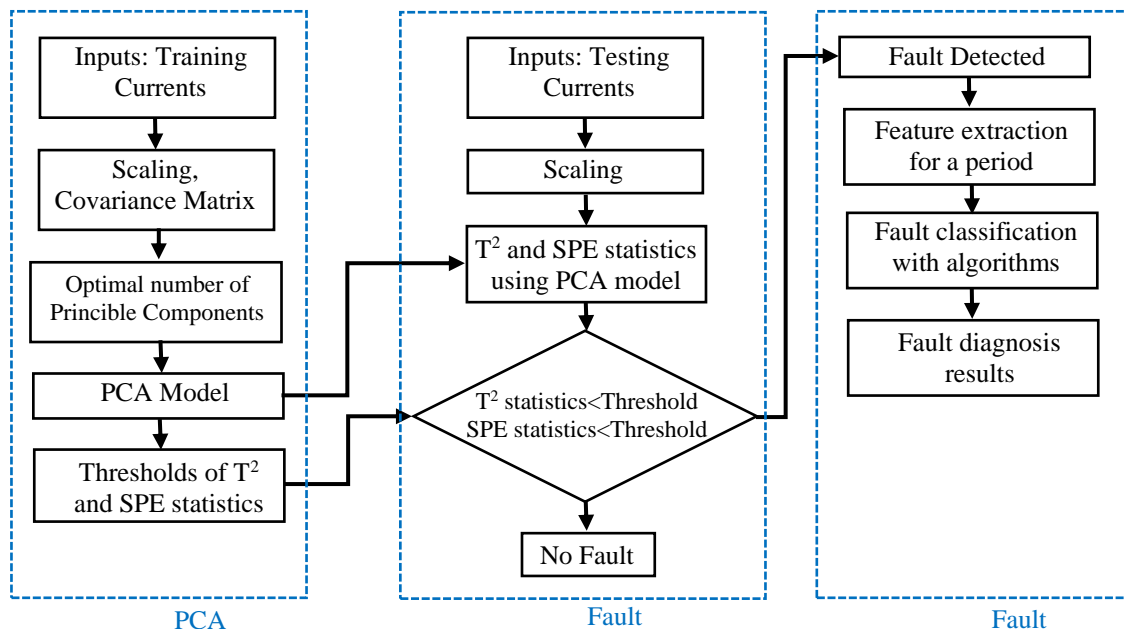 Inputs: Training
Currents
Scaling,
Covariance Matrix
Optimal number of
Princible Components
PCA Model
Thresholds of T²
and SPE statistics
PCA
Inputs: Testing
Currents
Scaling
T² and SPE statistics
using PCA model
T² statistics<Threshold
SPE statistics<Threshold
No Fault
Fault
Fault Detected
Feature extraction
for a period
Fault classification
with algorithms
Fault diagnosis
results
Fault